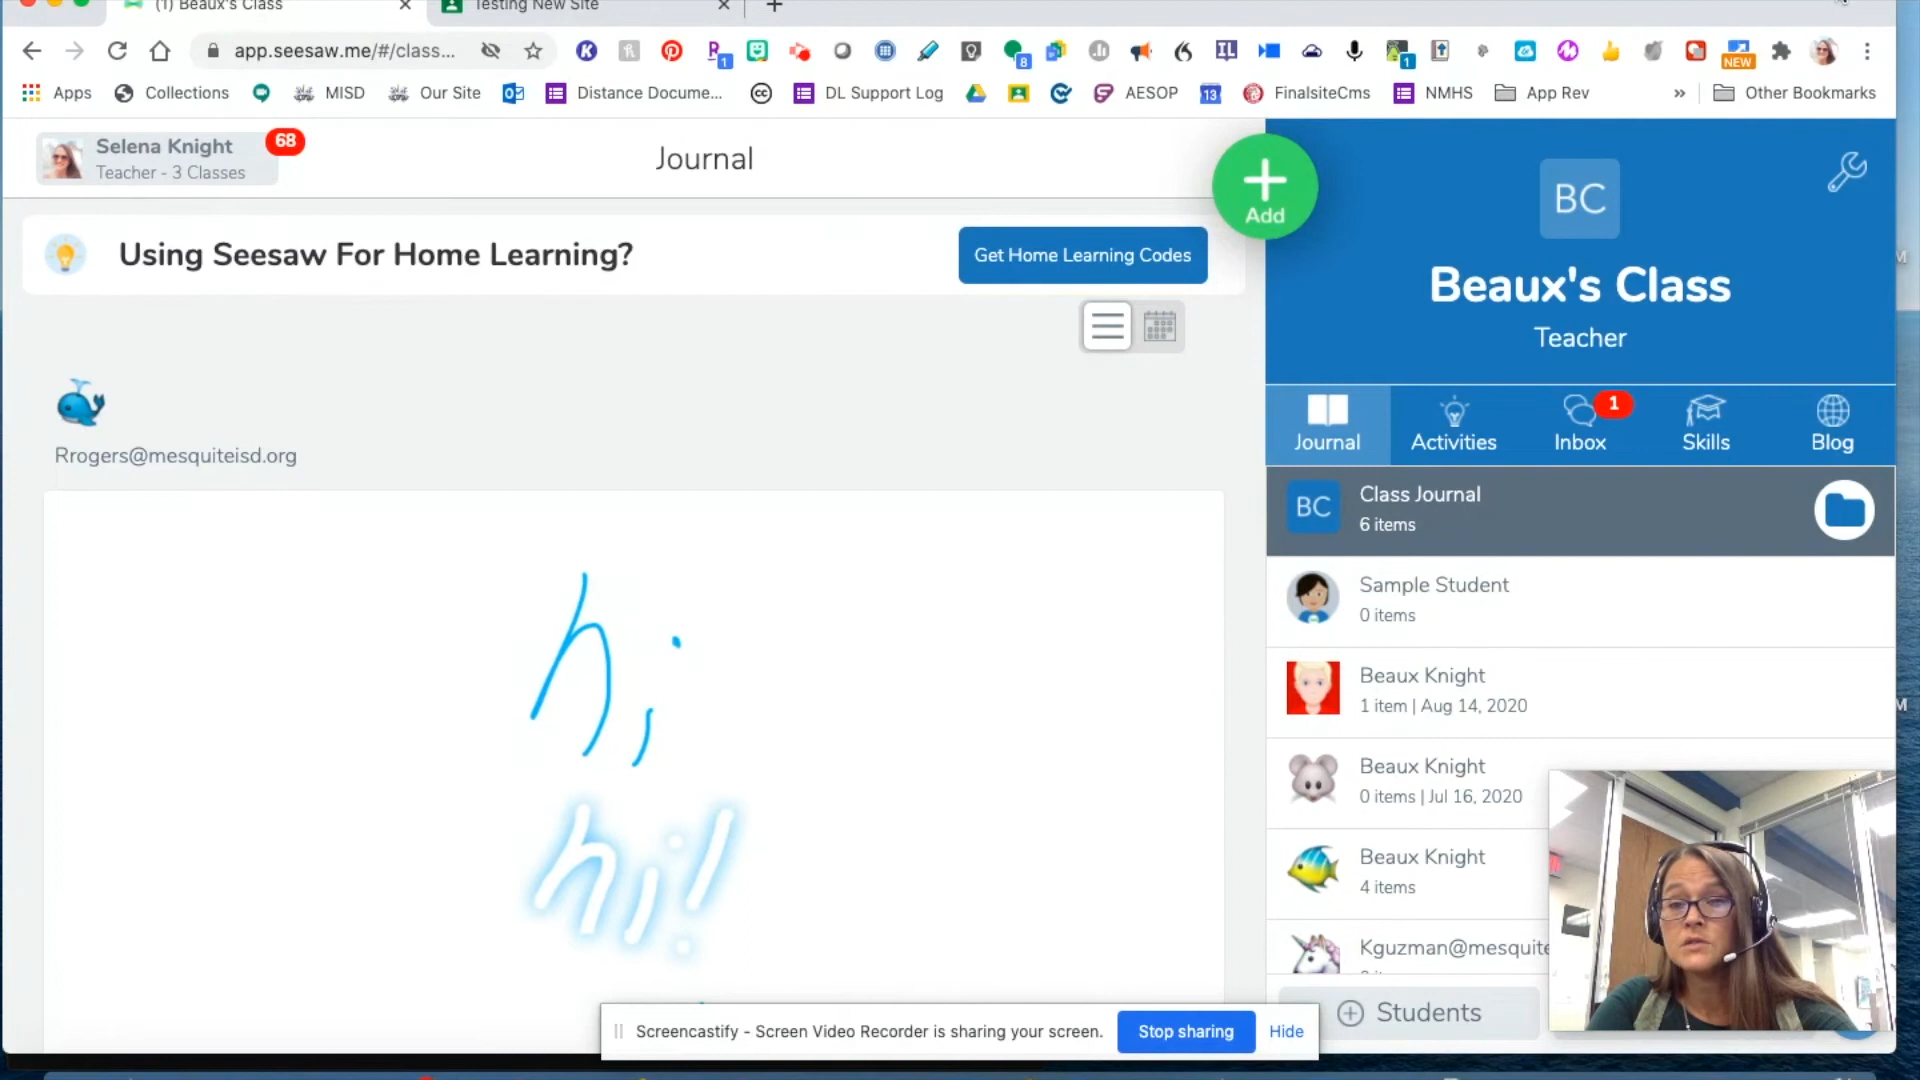 (1) Beaux's Class
Testing New Site
app.seesaw.me/#/class...
1
8
1
NEW
Apps
Collections
MISD
Our Site
Distance Docume...
DL Support Log
AESOP
13
FinalsiteCms
NMHS
App Rev
»
Other Bookmarks
Selena Knight
68
Teacher - 3 Classes
Journal
Add
BC
Using Seesaw For Home Learning?
Get Home Learning Codes
Beaux's Class
Teacher
Rrogers@mesquiteisd.org
Journal
Activities
Inbox
1
Skills
Blog
BC
Class Journal
6 items
Sample Student
0 items
Beaux Knight
1 item | Aug 14, 2020
Beaux Knight
0 items | Jul 16, 2020
Beaux Knight
4 items
Kguzman@mesquite
hi
hi!
Students
Screencastify - Screen Video Recorder is sharing your screen.
Stop sharing
Hide